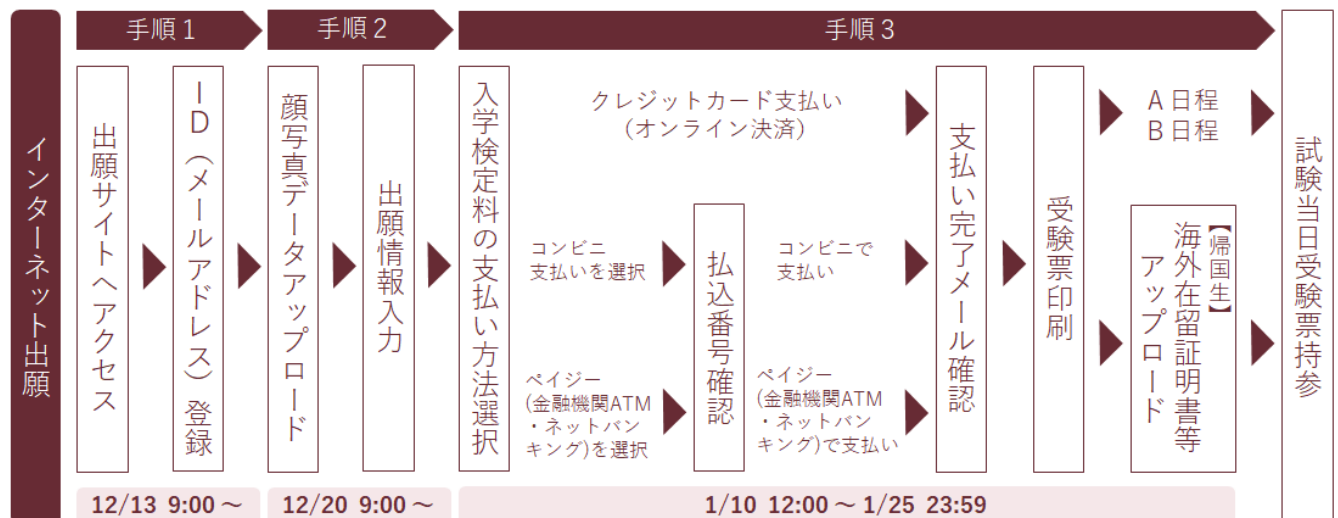 インターネット出願
手順1
手順2
手順3
出願サイトへアクセス
ID（メールアドレス）登録
顔写真データアップロード
出願情報入力
入学検定料の支払い方法選択
クレジットカード支払い
(オンライン決済)
コンビニ
支払いを選択
ペイジー
(金融機関ATM
・ネットバン
キング)を選択
払込番号確認
コンビニで
支払い
ペイジー
(金融機関ATM
・ネットバン
キング)で支払い
支払い完了メール確認
受験票印刷
A日程
B日程
【帰国生】
海外在留証明書等
アップロード
試験当日受験票持参
12/13 9:00～
12/20 9:00～
1/10 12:00～1/25 23:59